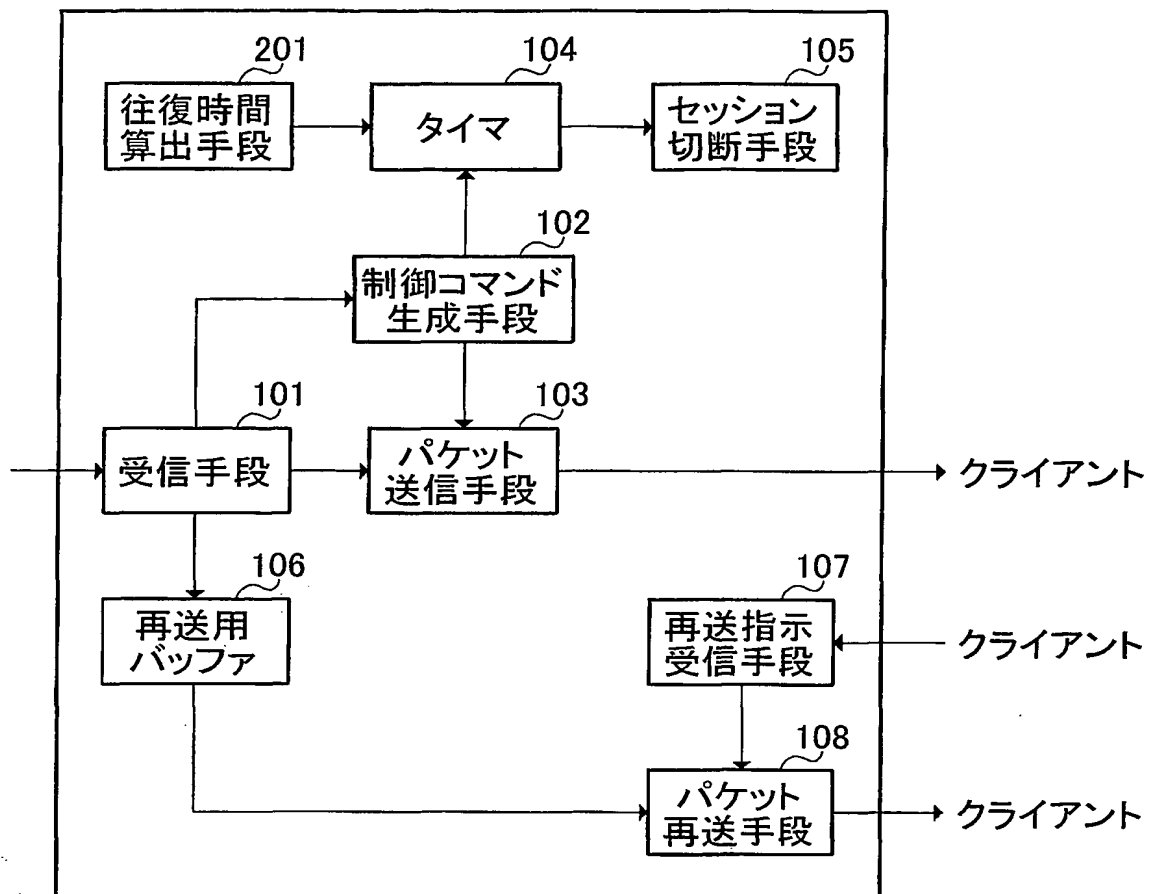 201
往復時間
算出手段
104
タイマ
105
セッション
切断手段
102
制御コマンド
生成手段
101
受信手段
103
パケット
送信手段
クライアント
106
再送用
バッファ
107
再送指示
受信手段
クライアント
108
パケット
再送手段
クライアント